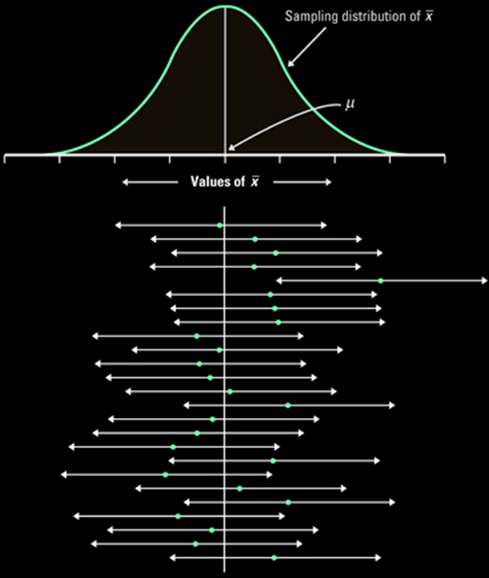 Sampling distribution of x̅
μ
Values of x̅